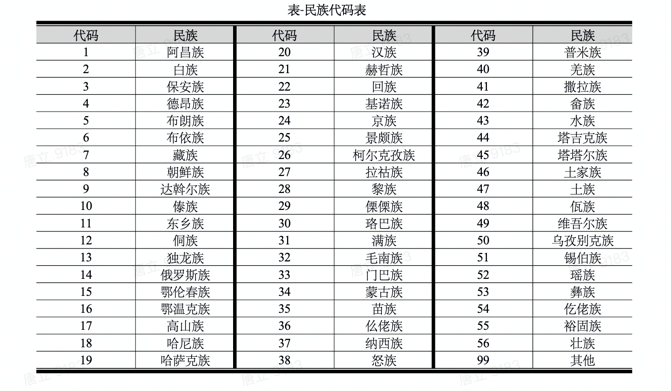 表-民族代码表
代码 民族 代码 民族 代码 民族
1 阿昌族 20 汉族 39 普米族
2 白族 21 赫哲族 40 羌族
3 保安族 22 回族 41 撒拉族
4 德昂族 23 基诺族 42 畲族
5 布朗族 24 京族 43 水族
6 布依族 25 景颇族 44 塔吉克族
7 藏族 26 柯尔克孜族 45 塔塔尔族
8 朝鲜族 27 拉祜族 46 土家族
9 达斡尔族 28 黎族 47 土族
10 傣族 29 傈僳族 48 佤族
11 东乡族 30 珞巴族 49 维吾尔族
12 侗族 31 满族 50 乌孜别克族
13 独龙族 32 毛南族 51 锡伯族
14 俄罗斯族 33 门巴族 52 瑶族
15 鄂伦春族 34 蒙古族 53 彝族
16 鄂温克族 35 苗族 54 仡佬族
17 高山族 36 仫佬族 55 裕固族
18 哈尼族 37 纳西族 56 壮族
19 哈萨克族 38 怒族 99 其他
唐立 9183